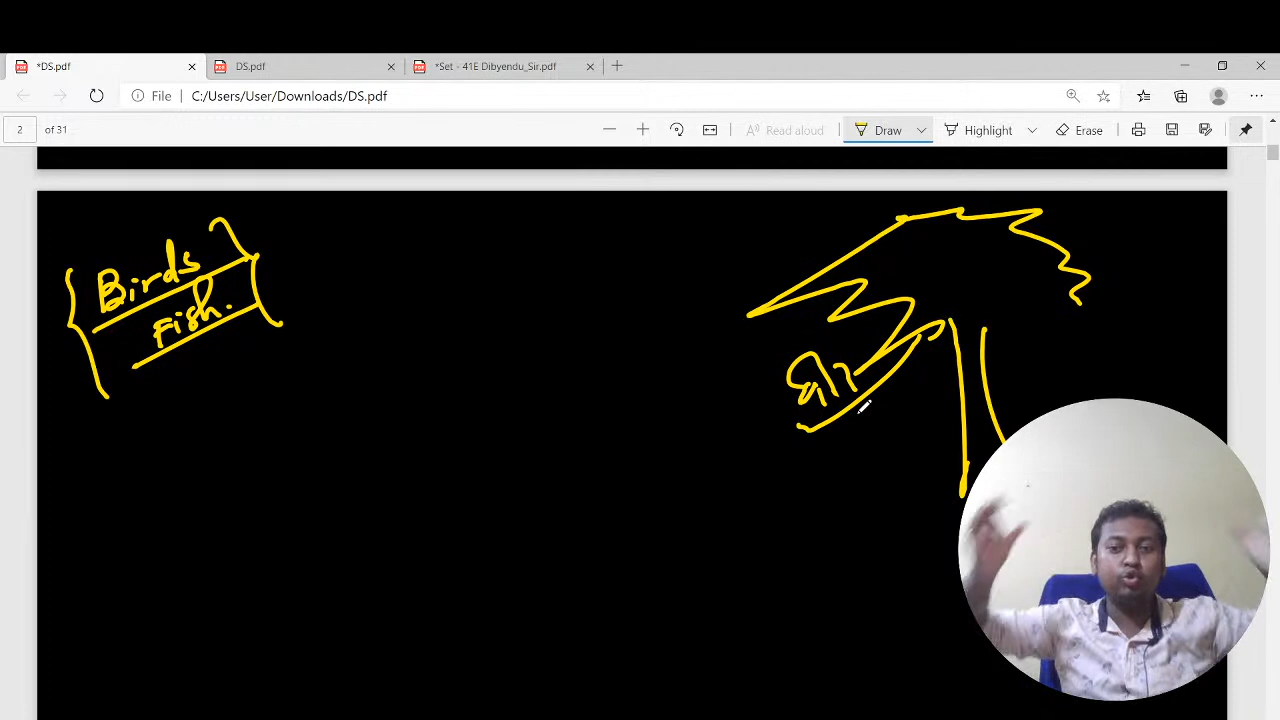 *DS.pdf
DS.pdf
*Set - 41E Dibyendu_Sir.pdf
File
C:/Users/User/Downloads/DS.pdf
2 of 31
Read aloud
Draw
Highlight
Erase
Birds
Fish.